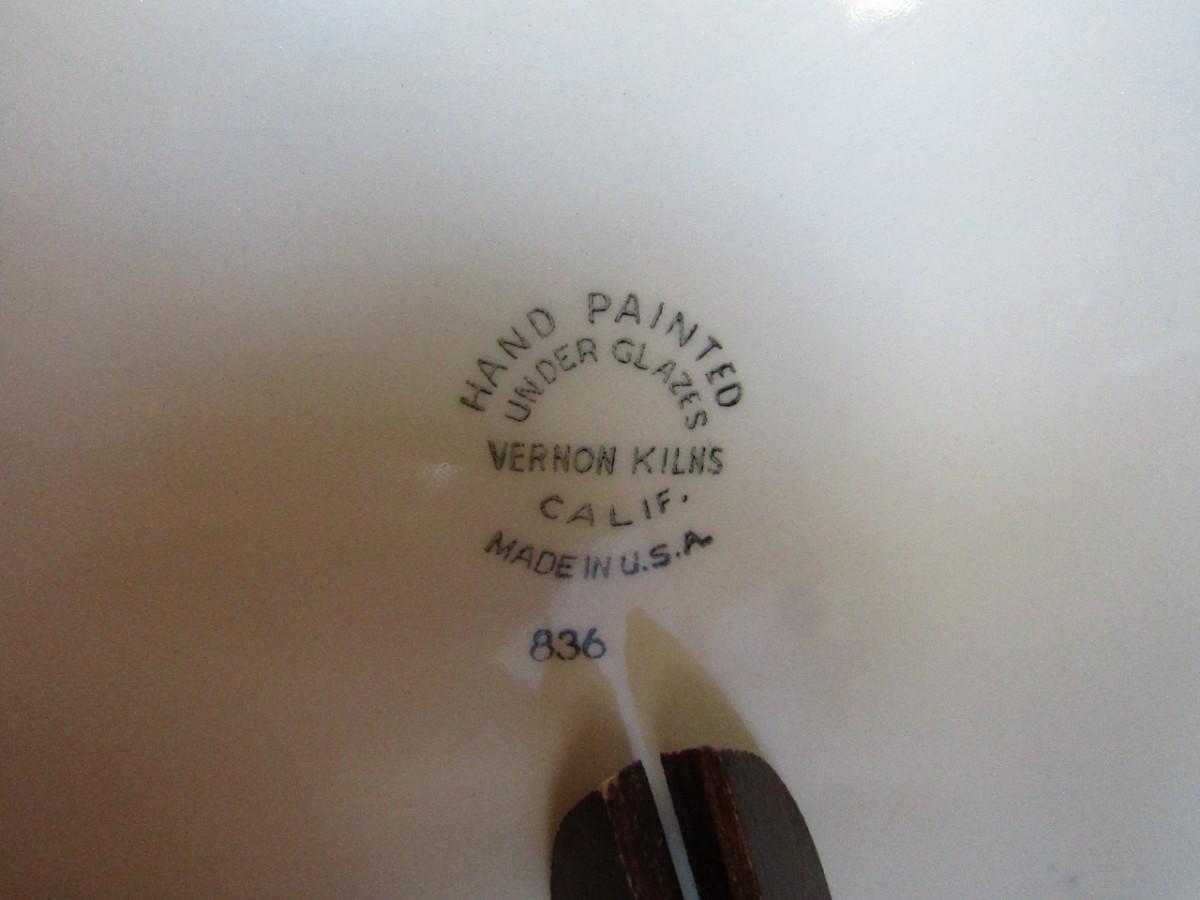 HAND PAINTED
UNDER GLAZES
VERNON KILNS
CALIF.
MADE IN U.S.A.
836